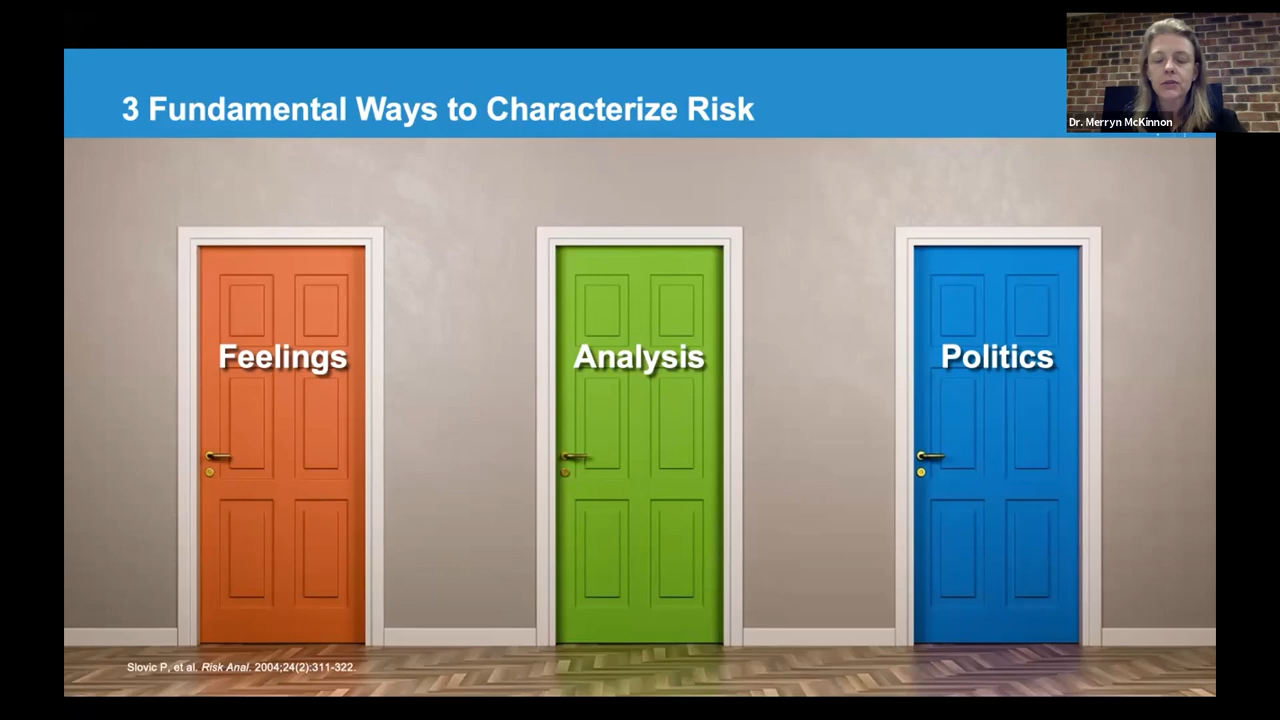 3 Fundamental Ways to Characterize Risk
Dr. Merryn McKinnon
Feelings
Analysis
Politics
Slovic P, et al. Risk Anal. 2004;24(2):311-322.